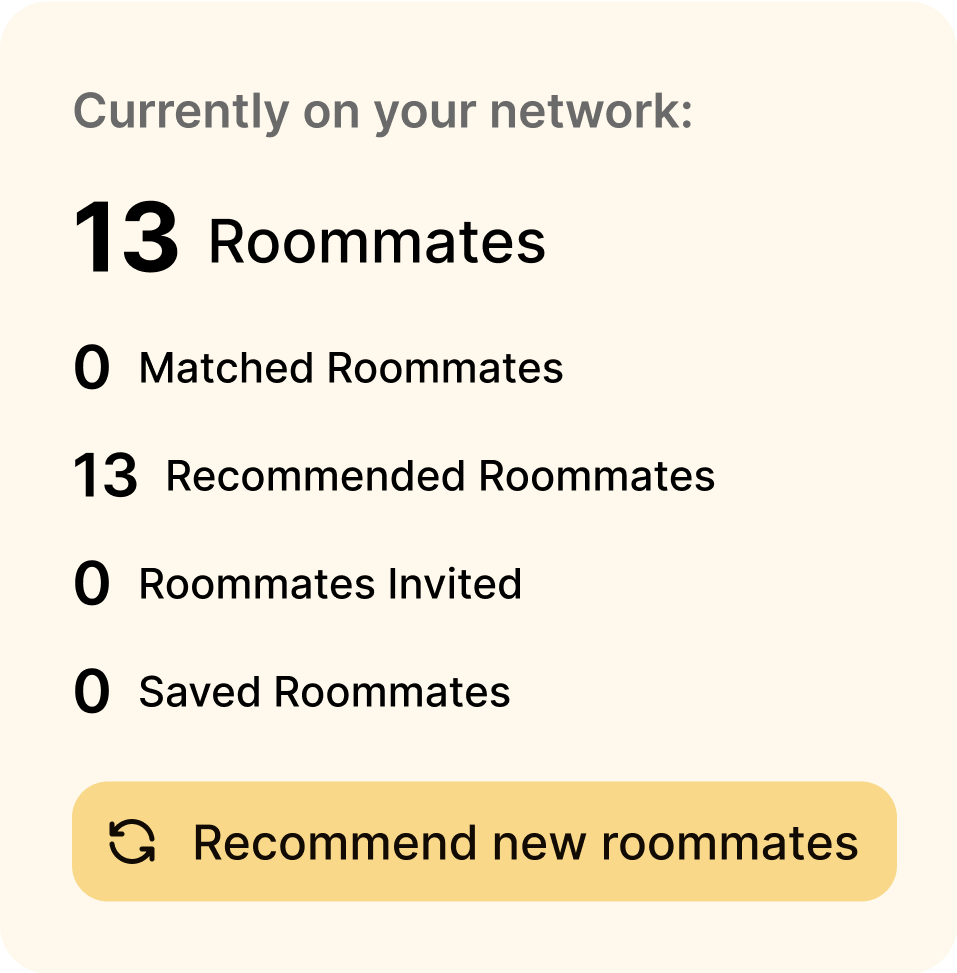 Currently on your network:
13 Roommates
0 Matched Roommates
13 Recommended Roommates
0 Roommates Invited
0 Saved Roommates
Recommend new roommates